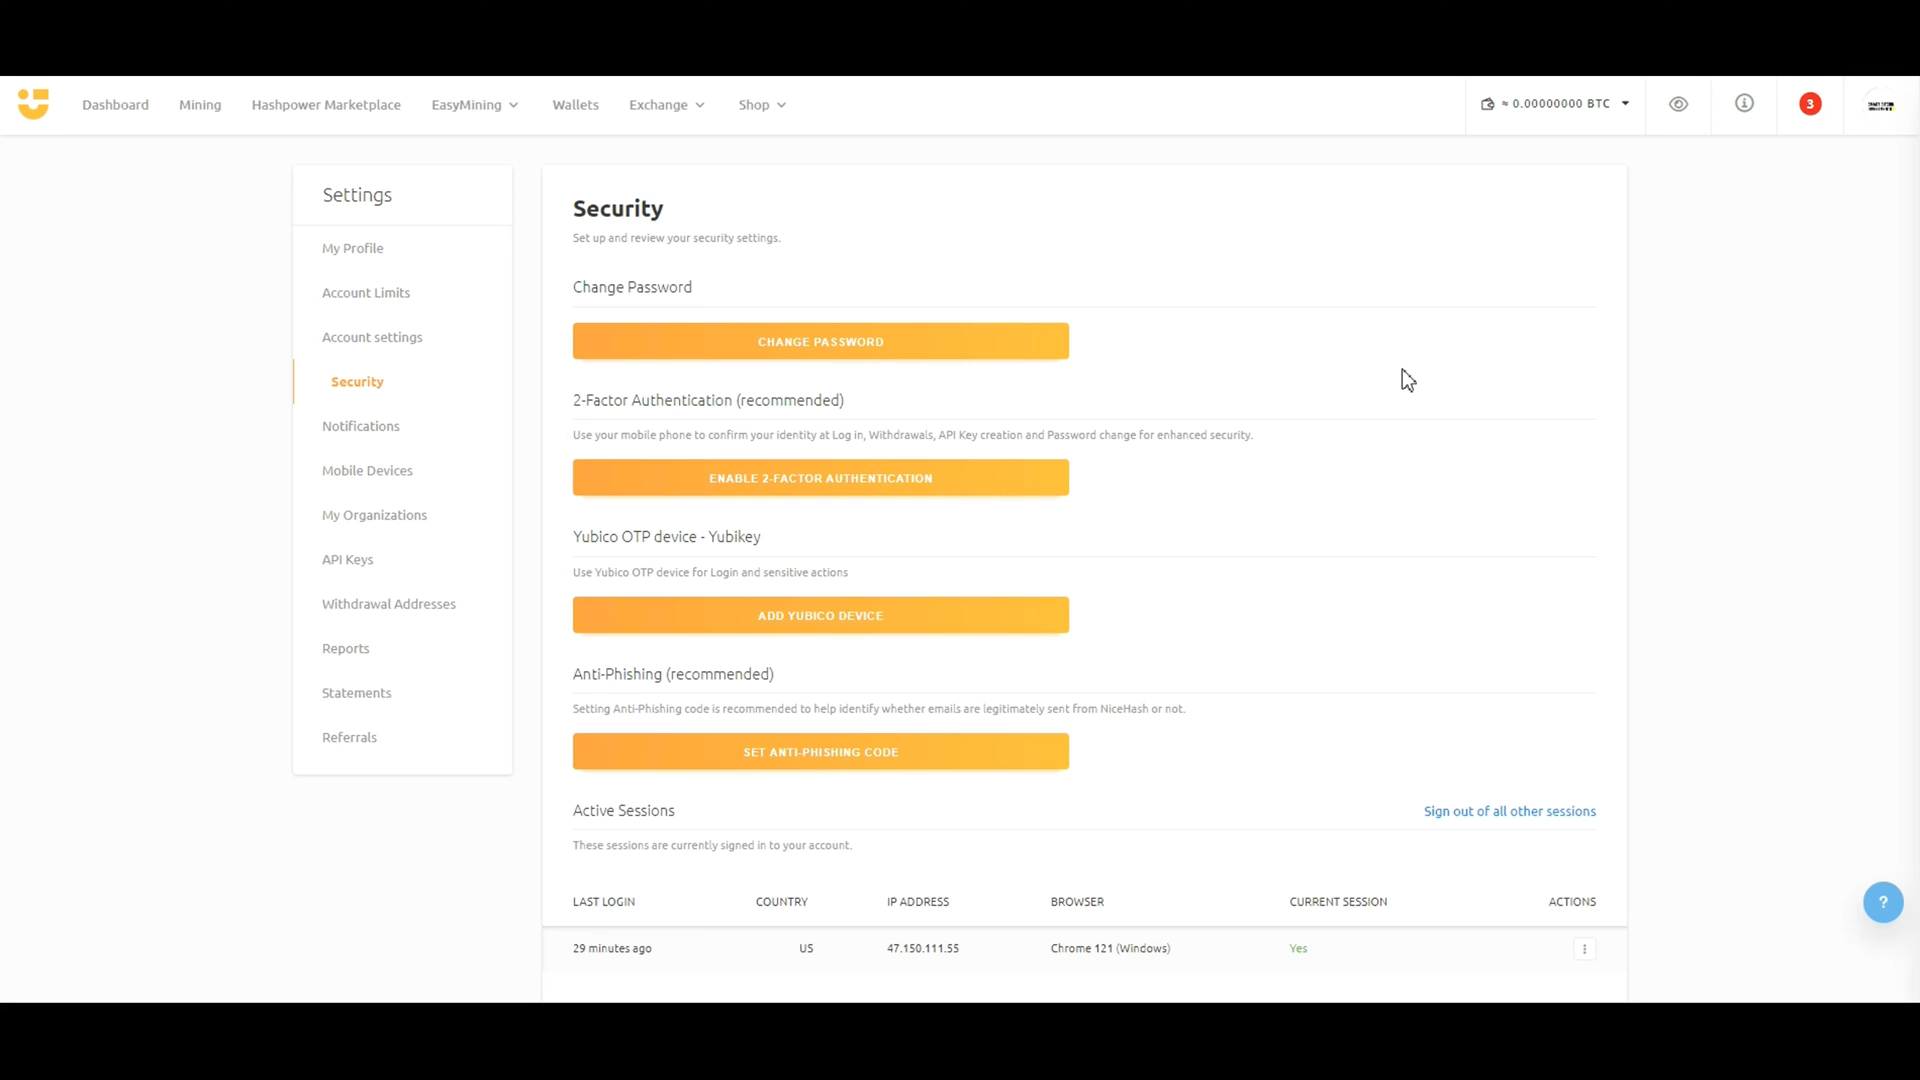 Dashboard
Mining
Hashpower Marketplace
EasyMining
Wallets
Exchange
Shop
≈ 0.00000000 BTC
3
Settings
My Profile
Account Limits
Account settings
Security
Notifications
Mobile Devices
My Organizations
API Keys
Withdrawal Addresses
Reports
Statements
Referrals
Security
Set up and review your security settings.
Change Password
CHANGE PASSWORD
2-Factor Authentication (recommended)
Use your mobile phone to confirm your identity at Log in, Withdrawals, API Key creation and Password change for enhanced security.
ENABLE 2-FACTOR AUTHENTICATION
Yubico OTP device - Yubikey
Use Yubico OTP device for Login and sensitive actions
ADD YUBICO DEVICE
Anti-Phishing (recommended)
Setting Anti-Phishing code is recommended to help identify whether emails are legitimately sent from NiceHash or not.
SET ANTI-PHISHING CODE
Active Sessions
Sign out of all other sessions
These sessions are currently signed in to your account.
LAST LOGIN COUNTRY IP ADDRESS BROWSER CURRENT SESSION ACTIONS
29 minutes ago US 47.150.111.55 Chrome 121 (Windows) Yes
?